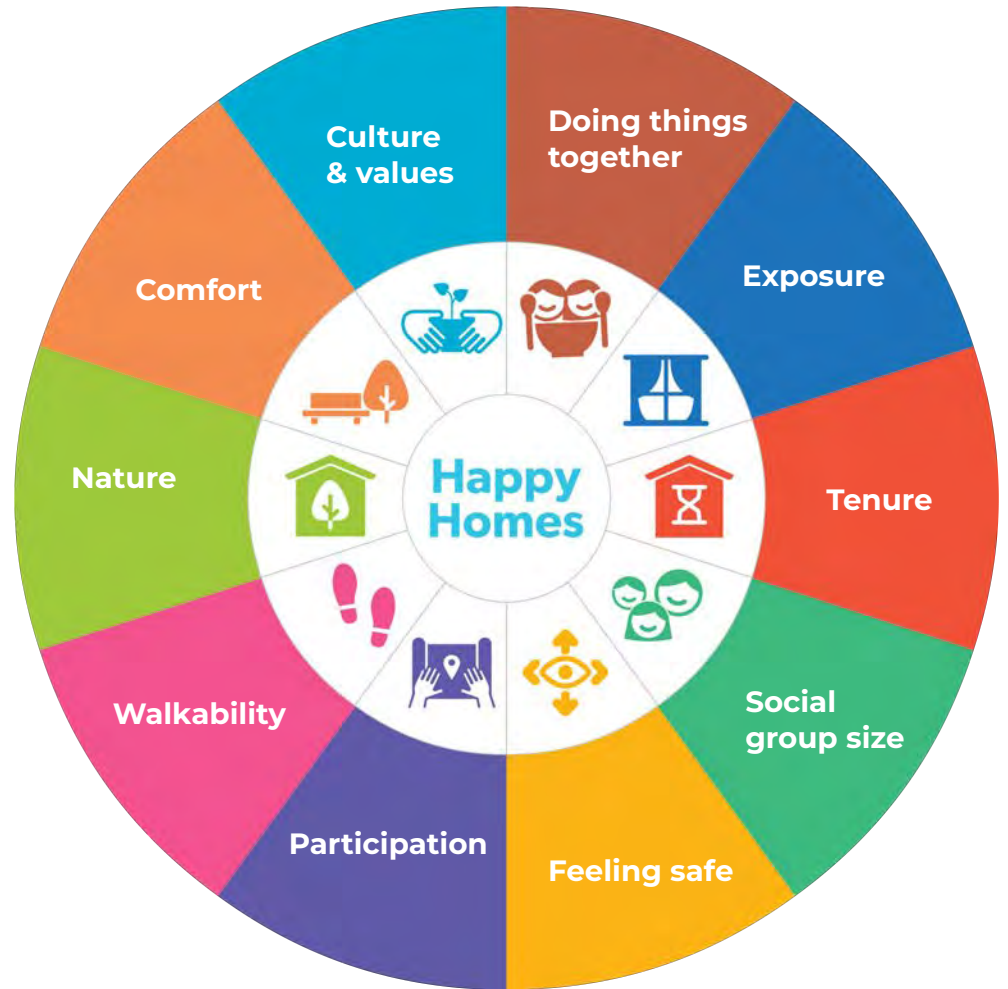 Culture
& values
Doing things
together
Exposure
Tenure
Social
group size
Feeling safe
Participation
Walkability
Nature
Comfort
Happy
Homes